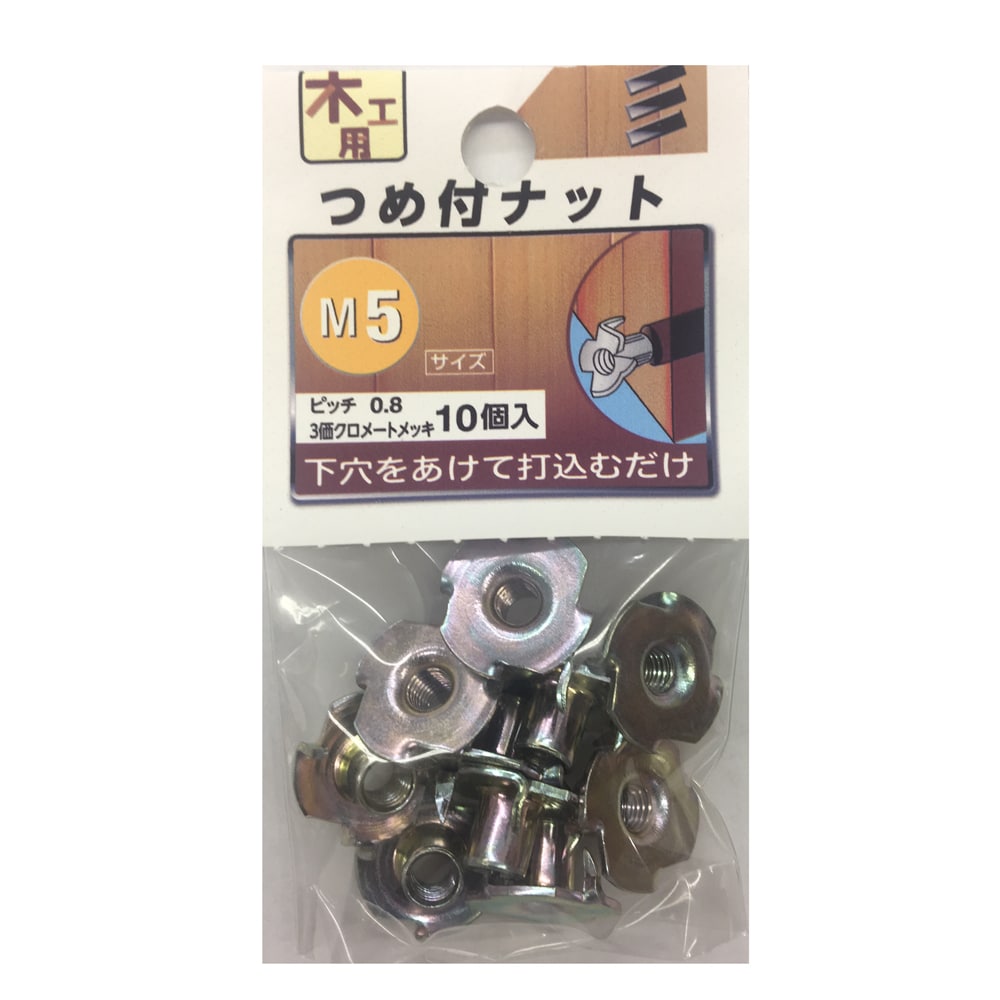 木工用
つめ付ナット
M5
サイズ
ピッチ 0.8
3価クロメートメッキ 10個入
下穴をあけて打込むだけ